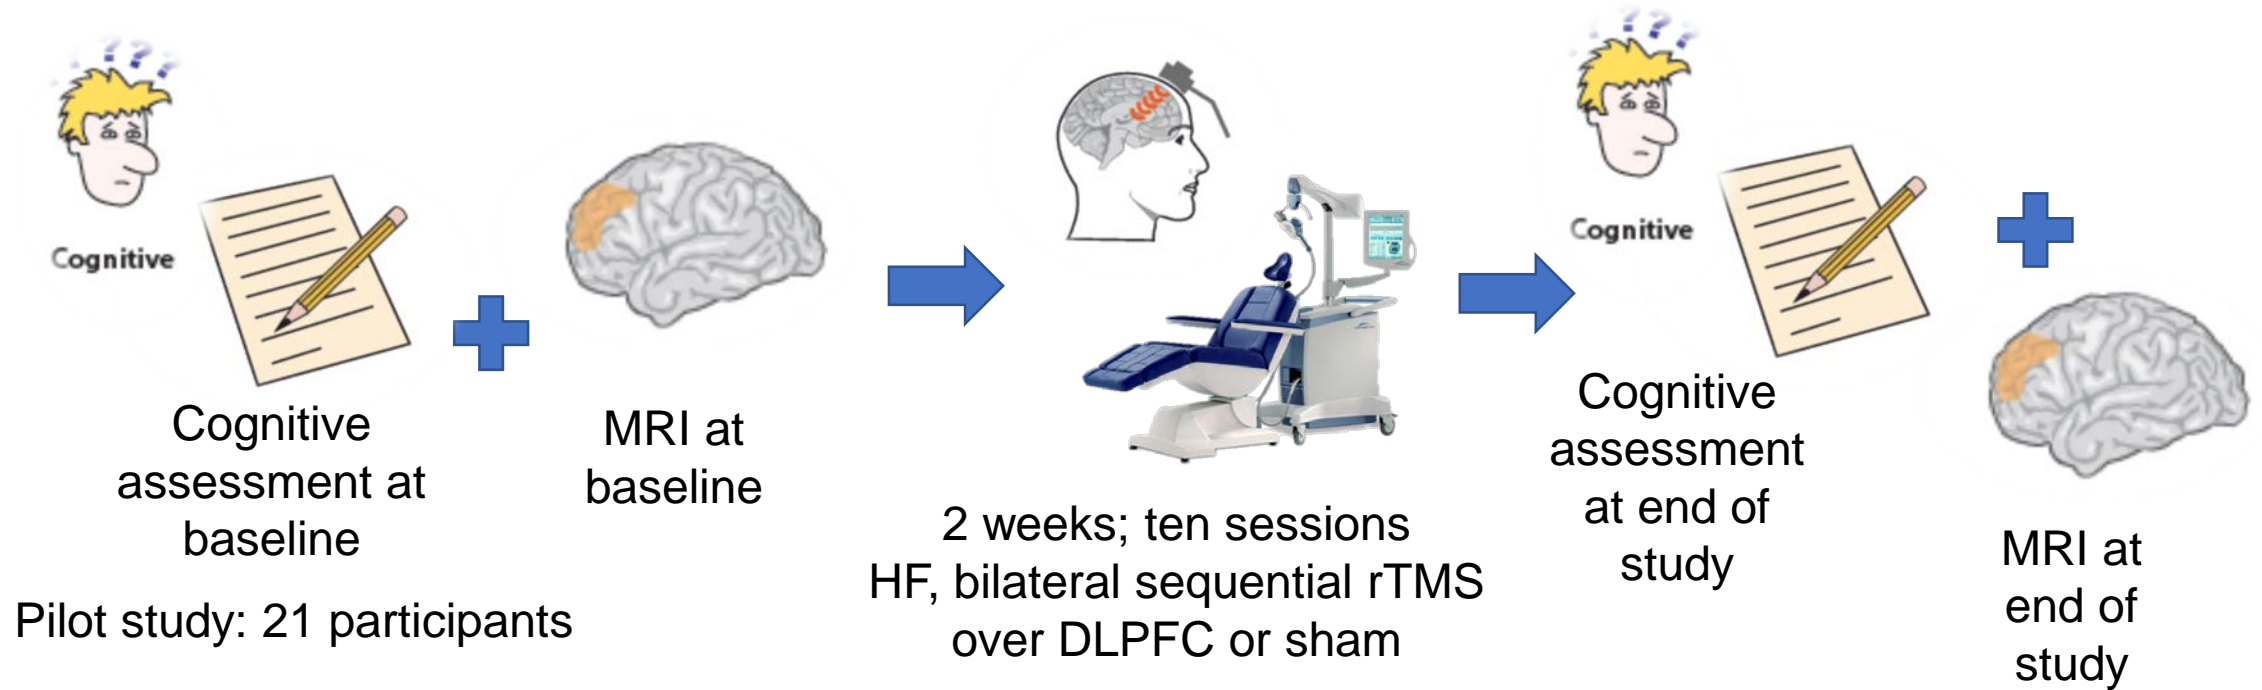 ? ? ? ?
Cognitive
Cognitive
assessment at
baseline
Pilot study: 21 participants
MRI at
baseline
2 weeks; ten sessions
HF, bilateral sequential rTMS
over DLPFC or sham
? ? ? ?
Cognitive
Cognitive
assessment
at end of
study
MRI at
end of
study